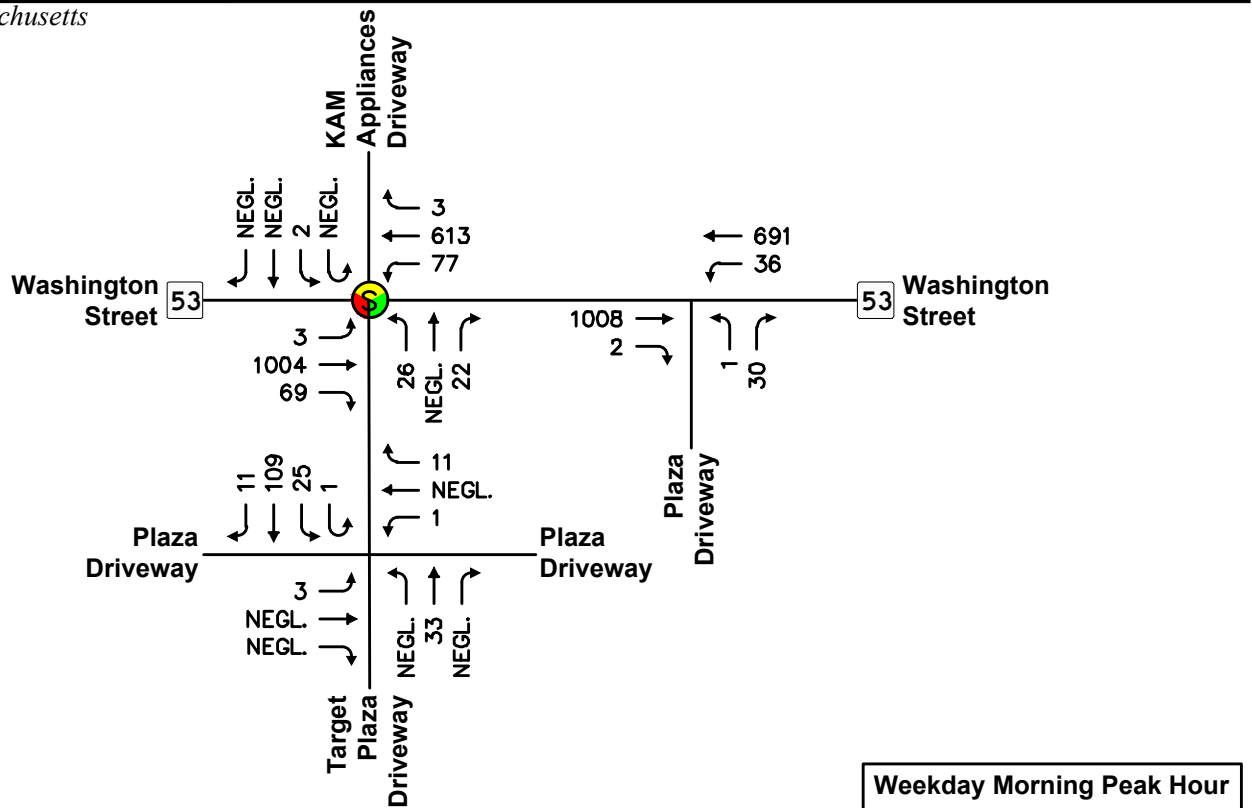 chusetts
KAM
Appliances
Driveway
NEGL.
NEGL.
2
NEGL.
3
613
77
691
36
Washington
Street
53
S
53
Washington
Street
3
1004
69
26
NEGL.
22
1008
2
1
30
Plaza
Driveway
11
109
25
1
11
NEGL.
1
Plaza
Driveway
Plaza
Driveway
3
NEGL.
NEGL.
NEGL.
33
NEGL.
Target
Plaza
Driveway
Weekday Morning Peak Hour